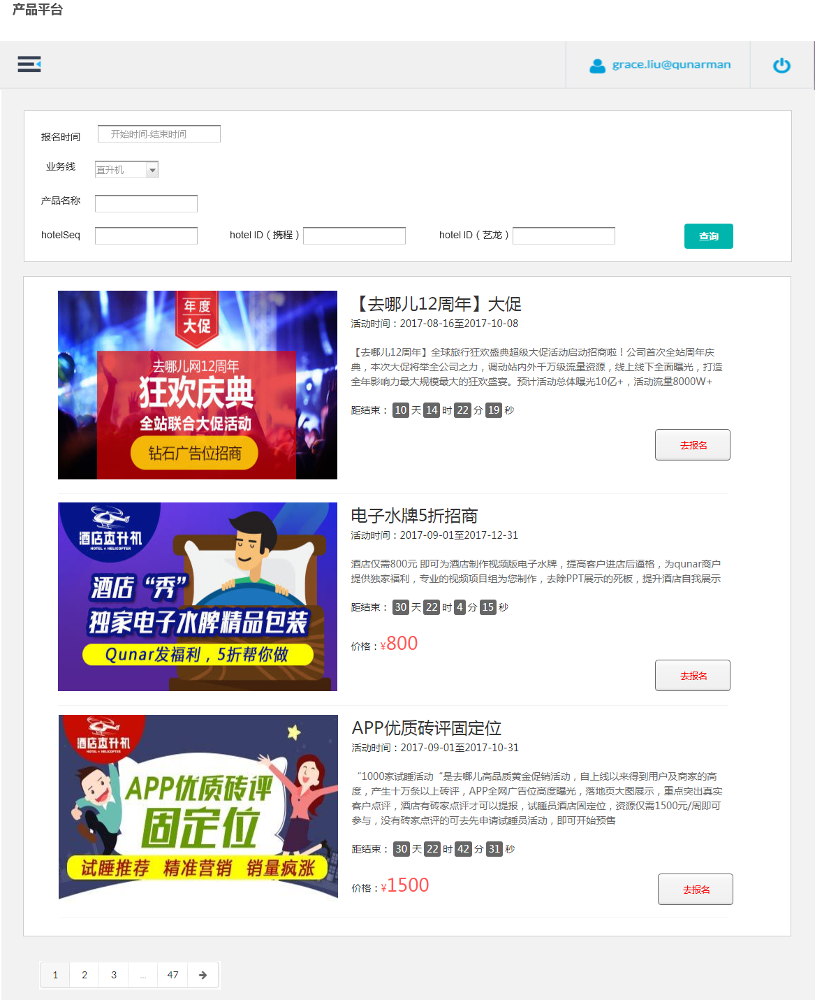 产品平台
grace.liu@qunarman
报名时间 开始时间-结束时间
业务线 直升机
产品名称
hotelSeq hotel ID（携程） hotel ID（艺龙） 查询
年度
大促
去哪儿网12周年
狂欢庆典
全站联合大促活动
钻石广告位招商
【去哪儿12周年】大促
活动时间：2017-08-16至2017-10-08
【去哪儿12周年】全球旅行狂欢盛典超级大促活动启动招商啦！公司首次全站周年庆
典，本次大促将举全公司之力，调动站内外千万级流量资源，线上线下全面曝光，打造
全年影响力最大规模最大的狂欢盛宴。预计活动总体曝光10亿+，活动流量8000W+
距结束： 10 天 14 时 22 分 19 秒
去报名
酒店直升机
HOTEL HELICOPTER
酒店“秀”
独家电子水牌精品包装
Qunar发福利，5折帮你做
电子水牌5折招商
活动时间：2017-09-01至2017-12-31
酒店仅需800元 即可为酒店制作视频版电子水牌，提高客户进店后逼格，为qunar商户
提供独家福利，专业的视频项目组为您制作，去除PPT展示的死板，提升酒店自我展示
距结束： 30 天 22 时 4 分 15 秒
价格：¥800
去报名
酒店直升机
HOTEL HELICOPTER
APP优质砖评
固定位
试睡推荐 精准营销 销量疯涨
APP优质砖评固定位
活动时间：2017-09-01至2017-10-31
“1000家试睡活动“是去哪儿高品质黄金促销活动，自上线以来得到用户及商家的高
度，产生十万条以上砖评，APP全网广告位高度曝光，落地页大图展示，重点突出真实
客户点评，酒店有砖家点评才可以提报，试睡员酒店固定位，资源仅需1500元/周即可
参与，没有砖家点评的可去先申请试睡员活动，即可开始预售
距结束： 30 天 22 时 42 分 31 秒
价格：¥1500
去报名
1 2 3 ... 47